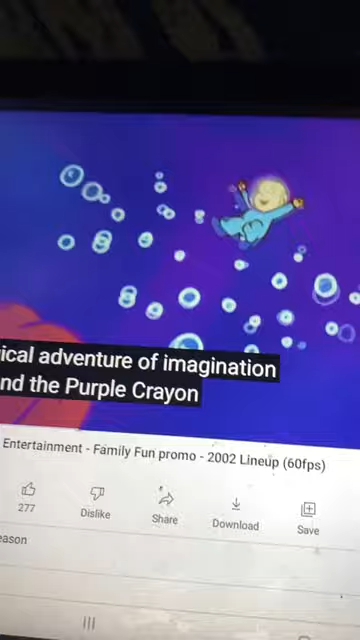 ical adventure of imagination
nd the Purple Crayon
Entertainment - Family Fun promo - 2002 Lineup (60fps)
277
Dislike
Share
Download
Save
eason